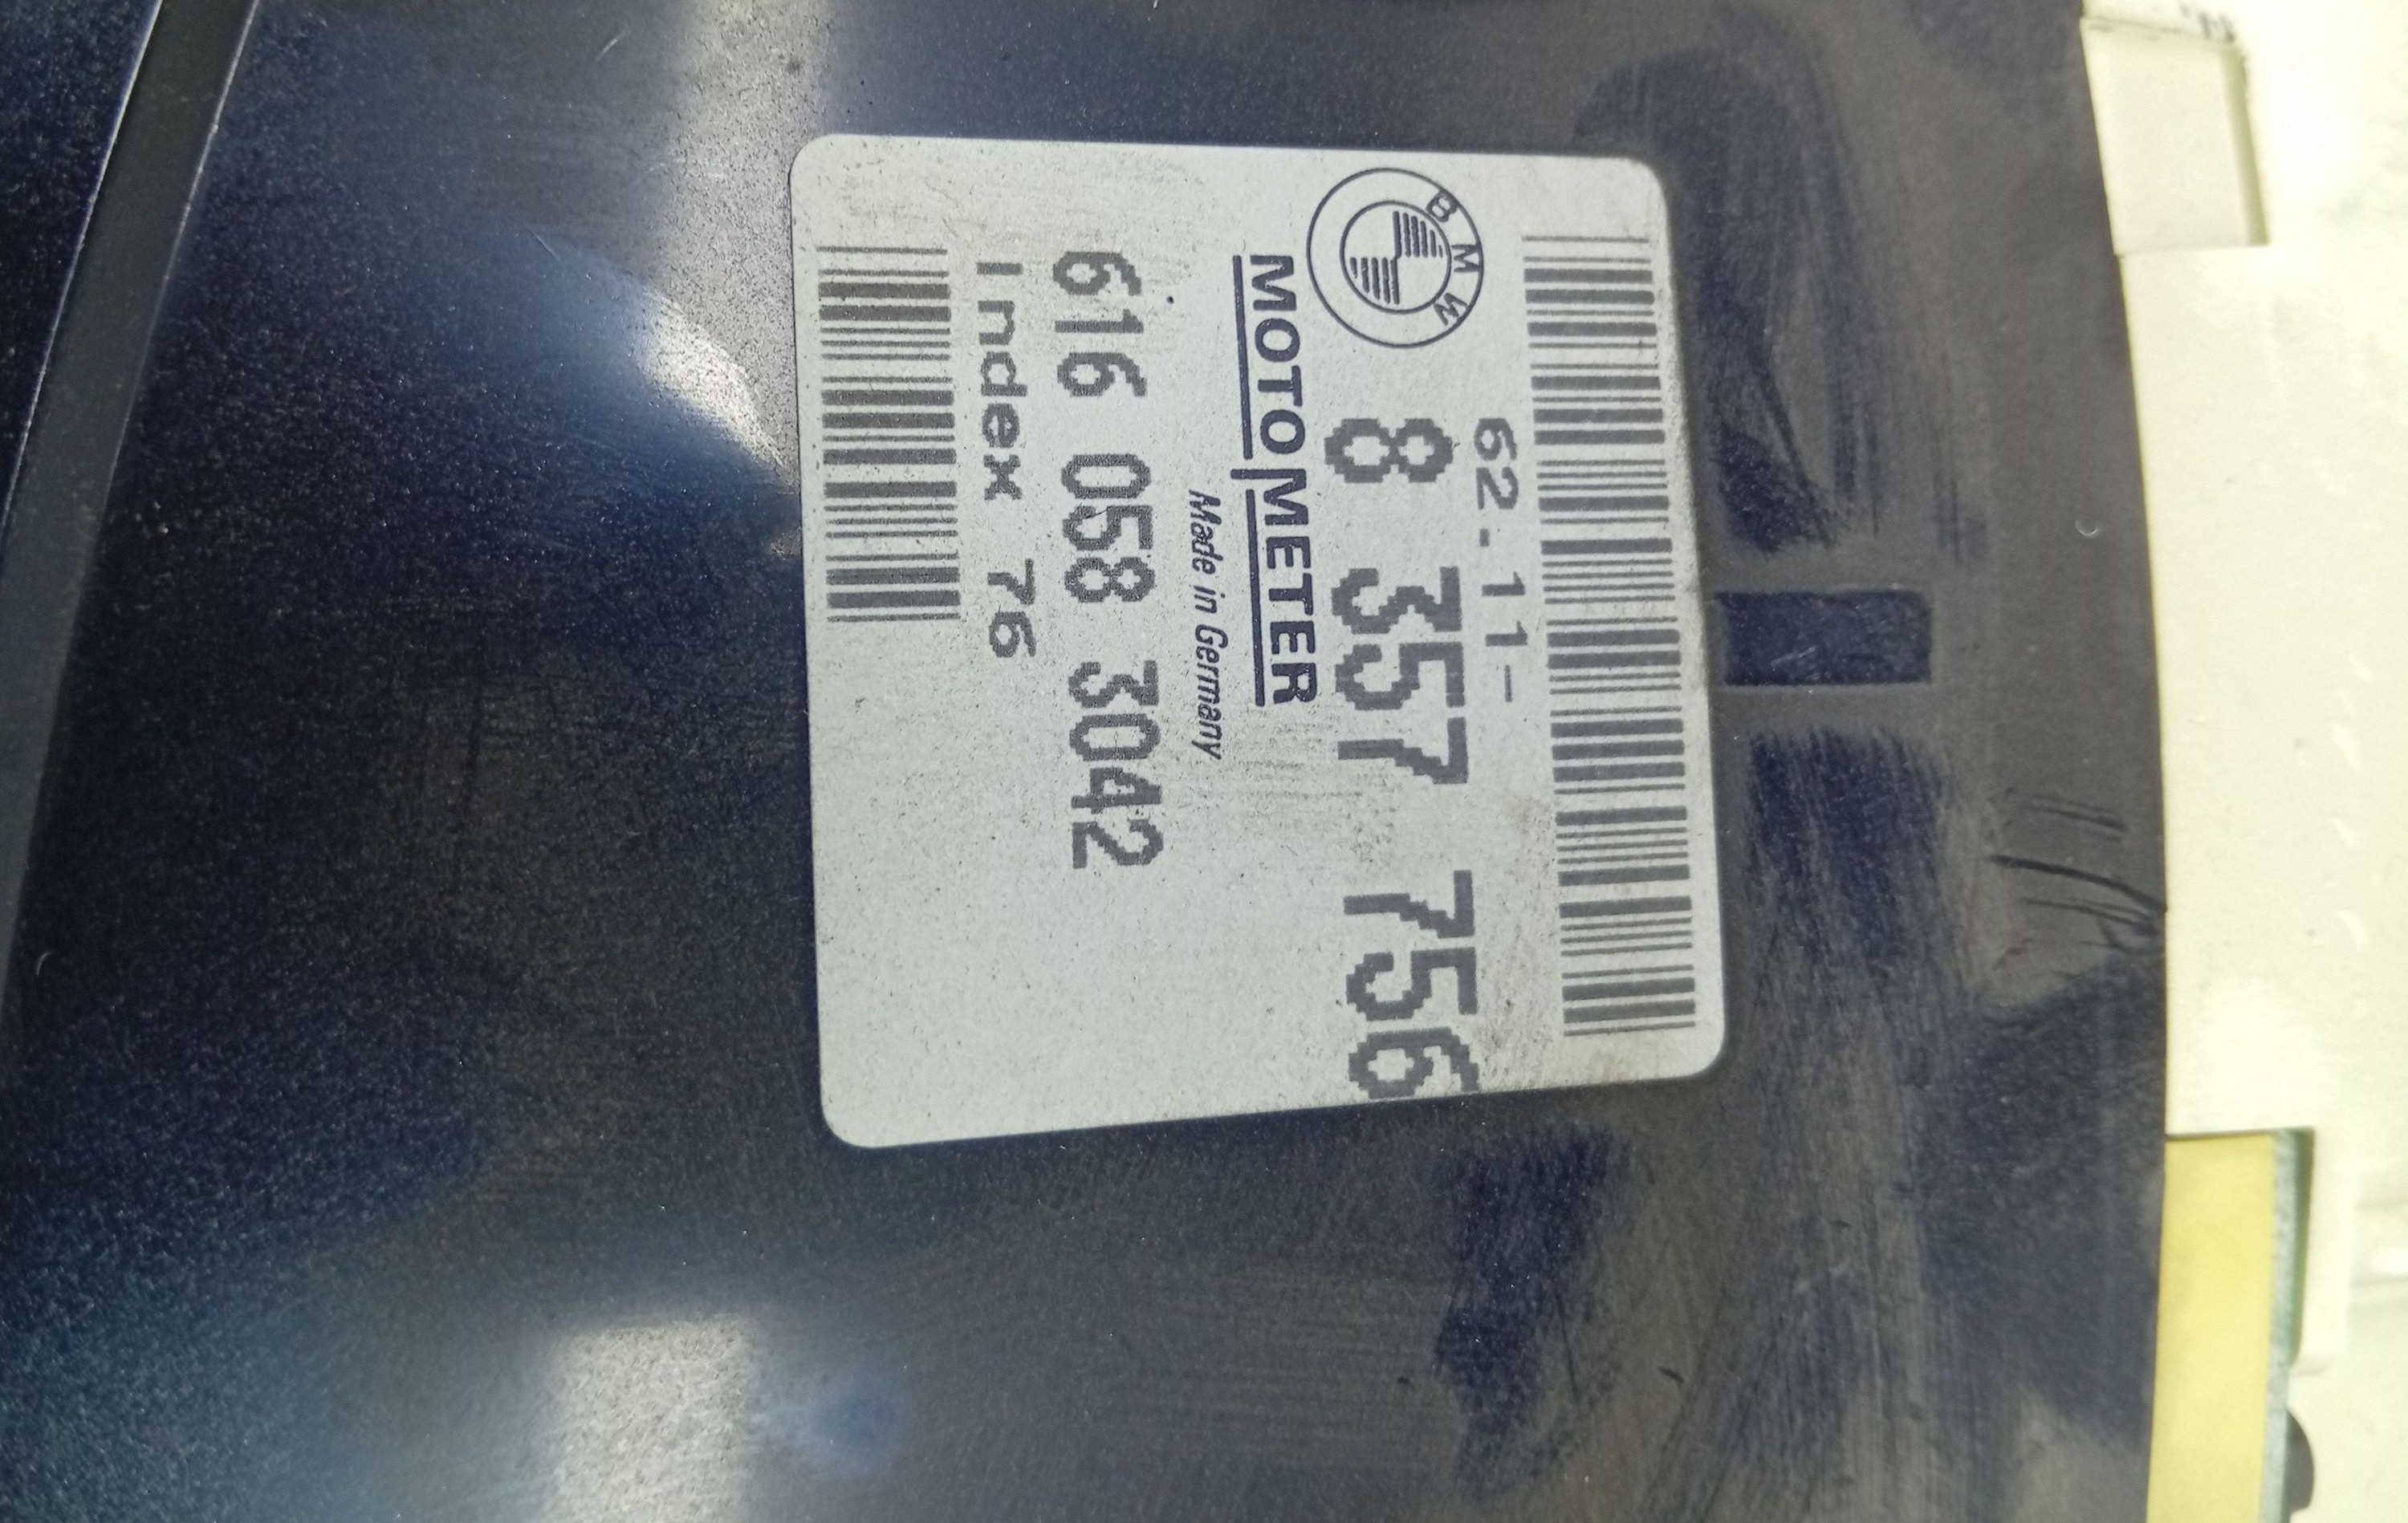 62.11-
BMW 8 357 756
MOTOMETER
Made in Germany
616 058 3042
Index 76